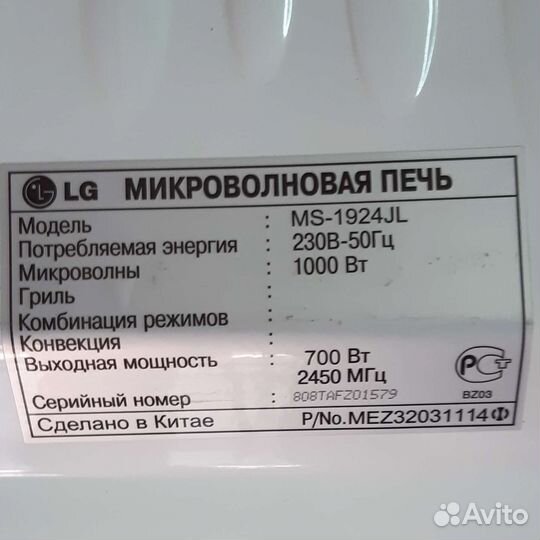 LG МИКРОВОЛНОВАЯ ПЕЧЬ
Модель : MS-1924JL
Потребляемая энергия : 230В-50Гц
Микроволны : 1000 Вт
Гриль :
Комбинация режимов :
Конвекция :
Выходная мощность : 700 Вт
2450 МГц
РСТ
BZ03
Серийный номер : 808TAFZ01579
Сделано в Китае P/No.MEZ32031114
Avito